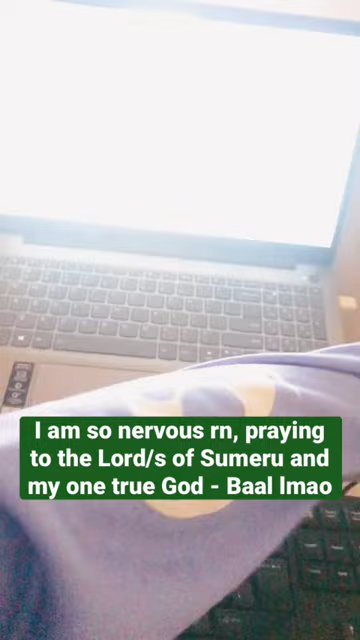 I am so nervous rn, praying
to the Lord/s of Sumeru and
my one true God - Baal lmao